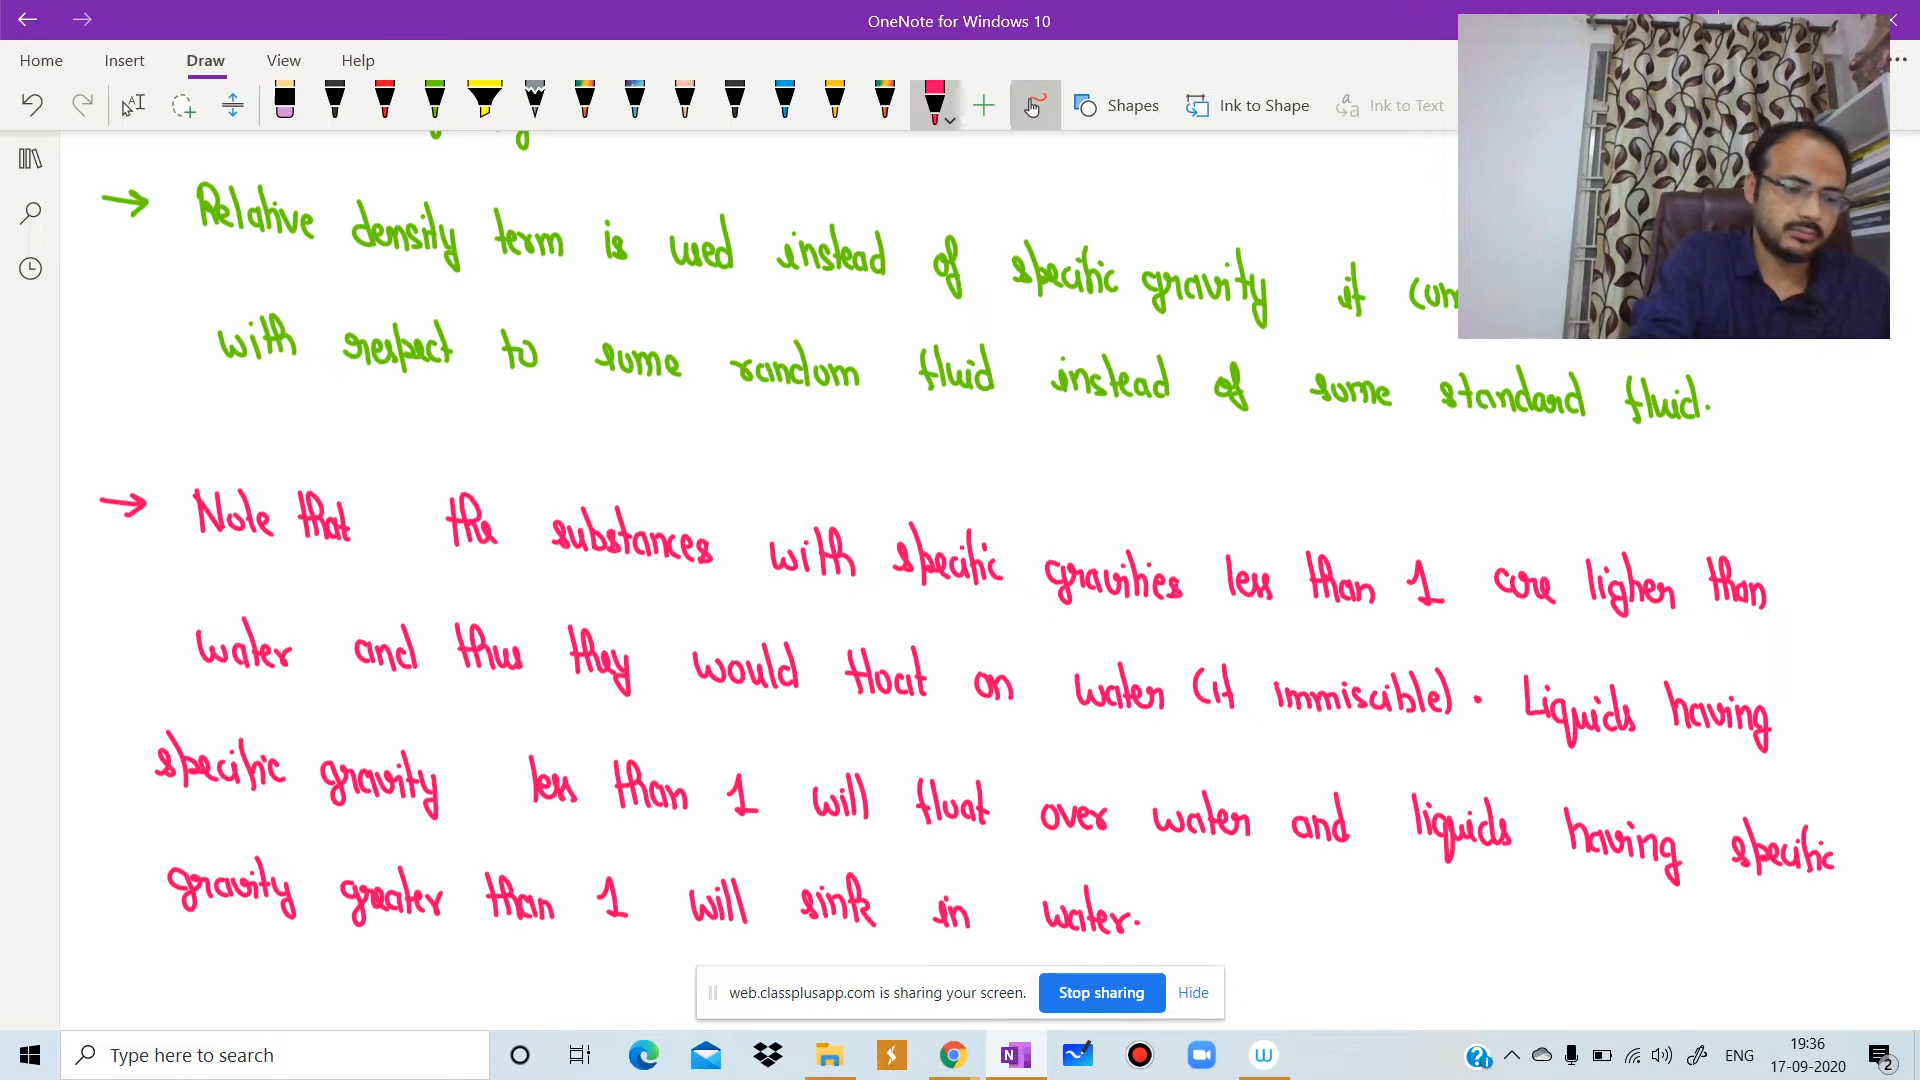 OneNote for Windows 10
Home Insert Draw View Help
Shapes Ink to Shape Ink to Text
→ Relative density term is used instead of specific gravity if
with respect to some random fluid instead of some standard fluid.
→ Note that the substances with specific gravities less than 1 are ligher than
water and thus they would float on water (if immiscible). Liquids having
specific gravity less than 1 will float over water and liquids having specific
gravity greater than 1 will sink in water.
web.classplusapp.com is sharing your screen. Stop sharing Hide
Type here to search
ENG
19:36
17-09-2020
2